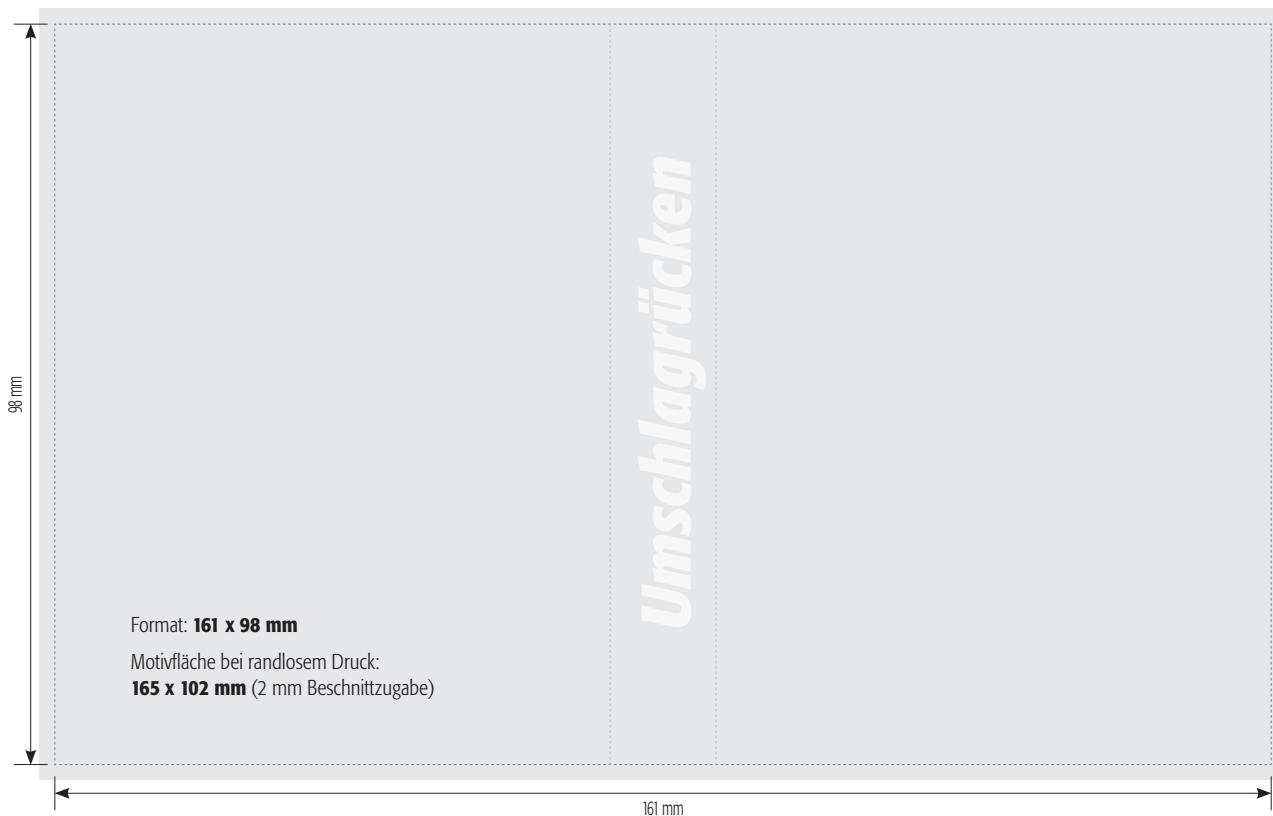 98 mm
Umschlagrücken
Format: 161 x 98 mm
Motivfläche bei randlosem Druck:
165 x 102 mm (2 mm Beschnittzugabe)
161 mm